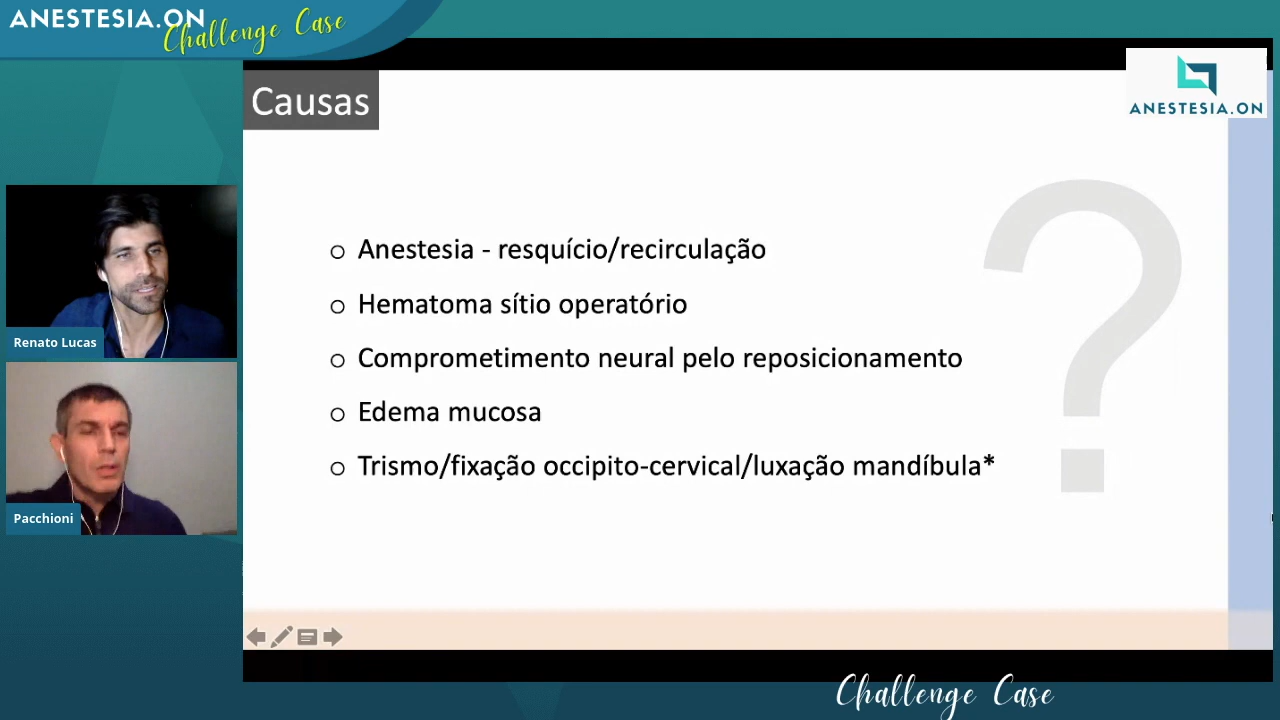 ANESTESIA.ON
Challenge Case
ANESTESIA.ON
Causas
Renato Lucas
Pacchioni
o Anestesia - resquício/recirculação
o Hematoma sítio operatório
o Comprometimento neural pelo reposicionamento
o Edema mucosa
o Trismo/fixação occipito-cervical/luxação mandíbula*
?
Challenge Case